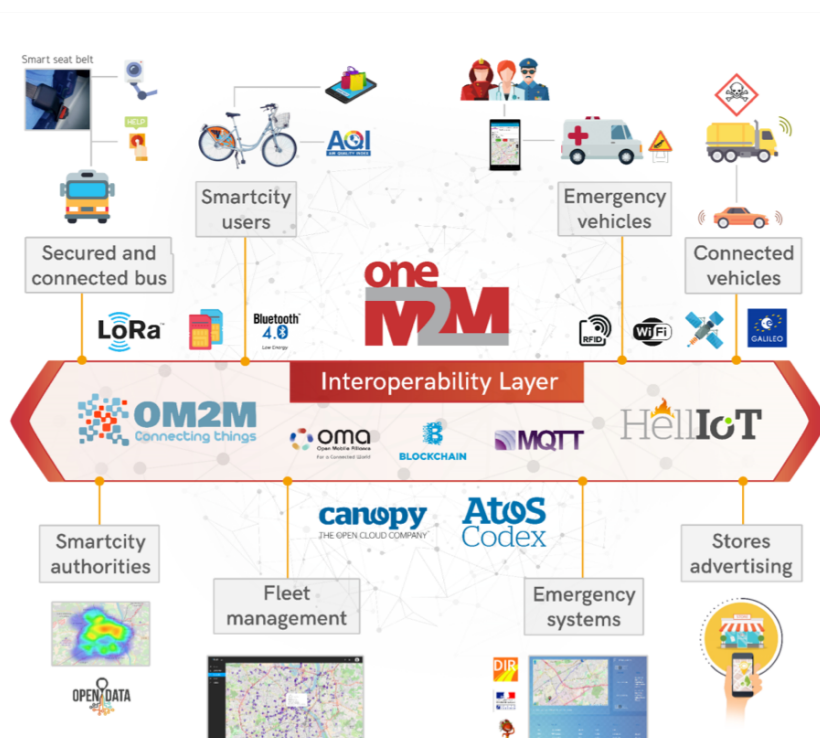 Smart seat belt
HELP
AQI
AIR QUALITY INDEX
Smartcity
users
Emergency
vehicles
Secured and
connected bus
Connected
vehicles
one
M2M
LoRa
Bluetooth
4.0
Low Energy
RFID
WiFi
GALILEO
Interoperability Layer
OM2M
Connecting things
oma
Open Mobile Alliance
For a Connected World
BLOCKCHAIN
MQTT
HellIoT
canopy
THE OPEN CLOUD COMPANY
Atos
Codex
Smartcity
authorities
Fleet
management
Emergency
systems
Stores
advertising
OPEN DATA
DIR